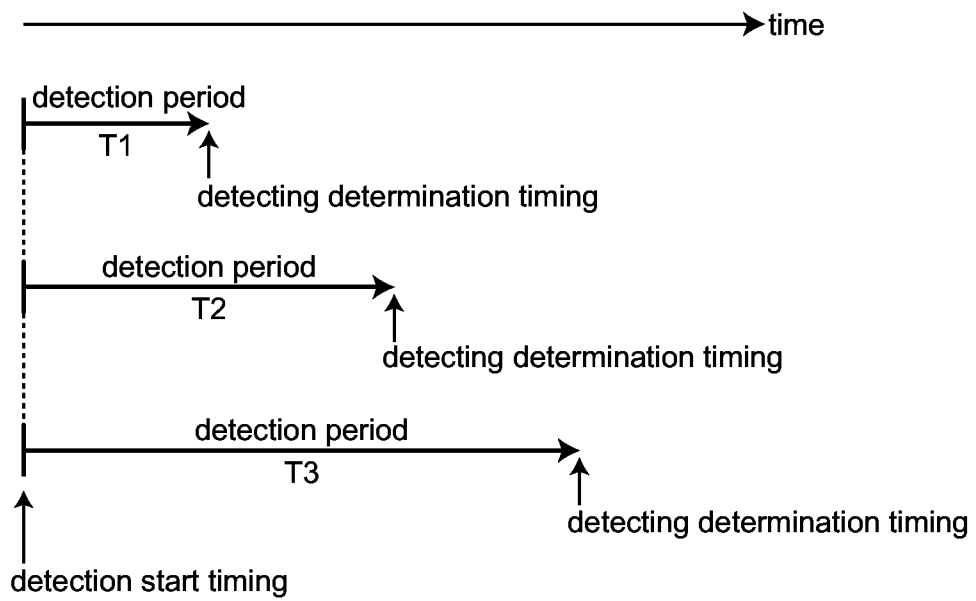 time
detection period
T1
detecting determination timing
detection period
T2
detecting determination timing
detection period
T3
detecting determination timing
detection start timing